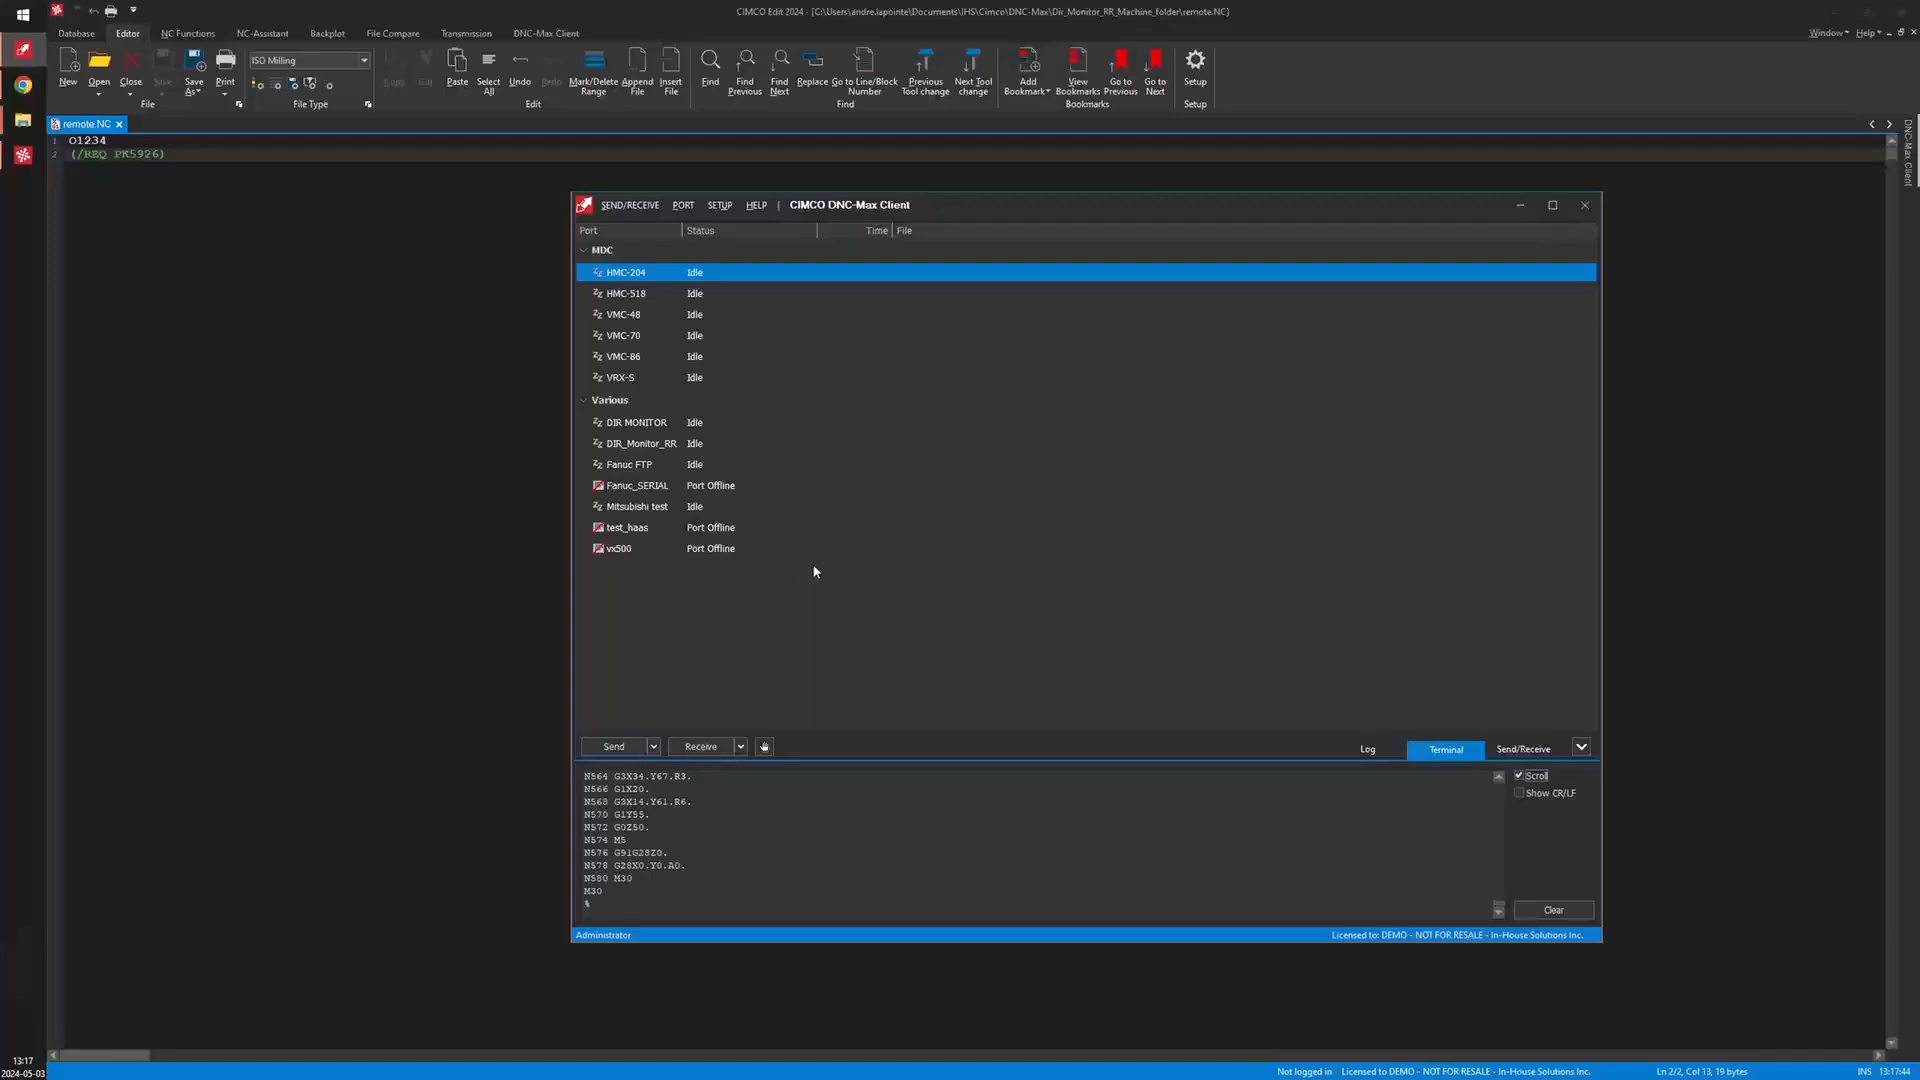 CIMCO Edit 2024 - [C:\Users\andre.lapointe\Documents\IHS\Cimco\DNC-Max\Dir_Monitor_RR_Machine_folder\remote.NC]
Database Editor NC Functions NC-Assistant Backplot File Compare Transmission DNC-Max Client Window Help
ISO Milling
New Open Close Save As Print
Paste Select All Undo Redo Mark/Delete Range Append File Insert File
Find Find Previous Find Next Replace Go to Line/Block Number Previous Tool change Next Tool change
Add Bookmark View Bookmarks Go to Previous Go to Next Setup
File File Type Edit Find Bookmarks Setup
remote.NC
DNC-Max Client
1 O1234
2 (/REQ PK5926)
SEND/RECEIVE PORT SETUP HELP | CIMCO DNC-Max Client
Port Status Time File
MDC
HMC-204 Idle
HMC-518 Idle
VMC-48 Idle
VMC-70 Idle
VMC-86 Idle
VRX-S Idle
Various
DIR MONITOR Idle
DIR_Monitor_RR Idle
Fanuc FTP Idle
Fanuc_SERIAL Port Offline
Mitsubishi test Idle
test_haas Port Offline
vx500 Port Offline
Send Receive Log Terminal Send/Receive
N564 G3X34.Y67.R3.
N566 G1X20.
N568 G3X14.Y61.R6.
N570 G1Y55.
N572 G0Z50.
N574 M5
N576 G91G28Z0.
N578 G28X0.Y0.A0.
N580 M30
M30
%
Scroll
Show CR/LF
Clear
Administrator Licensed to: DEMO - NOT FOR RESALE - In-House Solutions Inc.
13:17
2024-05-03
Not logged in Licensed to DEMO - NOT FOR RESALE - In-House Solutions Inc. Ln 2/2, Col 13, 19 bytes INS 13:17:44